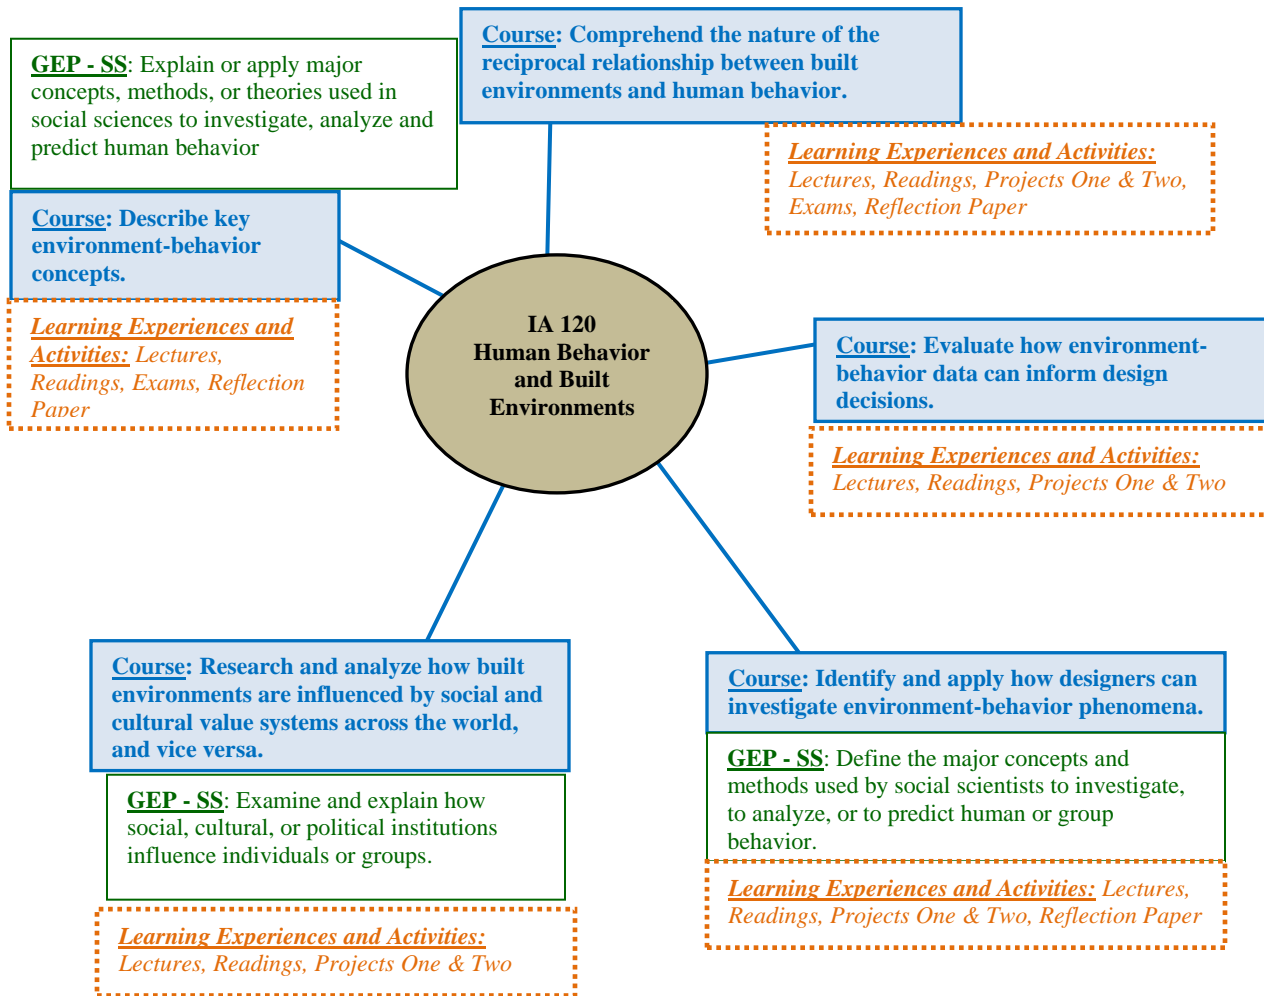 GEP - SS: Explain or apply major
concepts, methods, or theories used in
social sciences to investigate, analyze and
predict human behavior
Course: Comprehend the nature of the
reciprocal relationship between built
environments and human behavior.
Learning Experiences and Activities:
Lectures, Readings, Projects One & Two,
Exams, Reflection Paper
Course: Describe key
environment-behavior
concepts.
Learning Experiences and
Activities: Lectures,
Readings, Exams, Reflection
Paper
IA 120
Human Behavior
and Built
Environments
Course: Evaluate how environment-
behavior data can inform design
decisions.
Learning Experiences and Activities:
Lectures, Readings, Projects One & Two
Course: Research and analyze how built
environments are influenced by social and
cultural value systems across the world,
and vice versa.
GEP - SS: Examine and explain how
social, cultural, or political institutions
influence individuals or groups.
Learning Experiences and Activities:
Lectures, Readings, Projects One & Two
Course: Identify and apply how designers can
investigate environment-behavior phenomena.
GEP - SS: Define the major concepts and
methods used by social scientists to investigate,
to analyze, or to predict human or group
behavior.
Learning Experiences and Activities: Lectures,
Readings, Projects One & Two, Reflection Paper